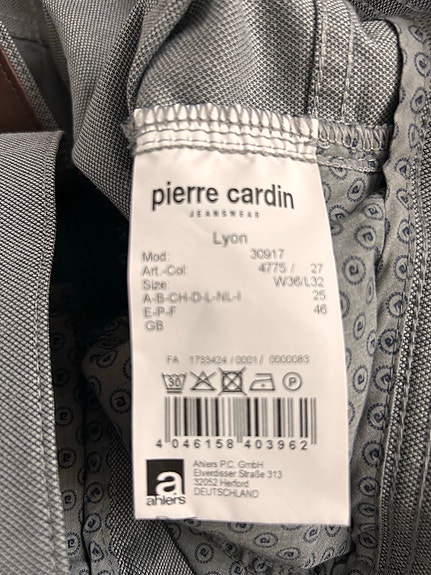 pierre cardin
JEANSWEAR
Lyon
Mod: 30917
Art.-Col: 4775 / 27
Size: W36/L32
A-B-CH-D-L-NL-I 25
E-P-F 46
GB
FA 1733424 / 0001 / 0000083
30 P
4 046158 403962
a
ahlers
Ahlers P.C. GmbH
Elverdisser Straße 313
32052 Herford
DEUTSCHLAND